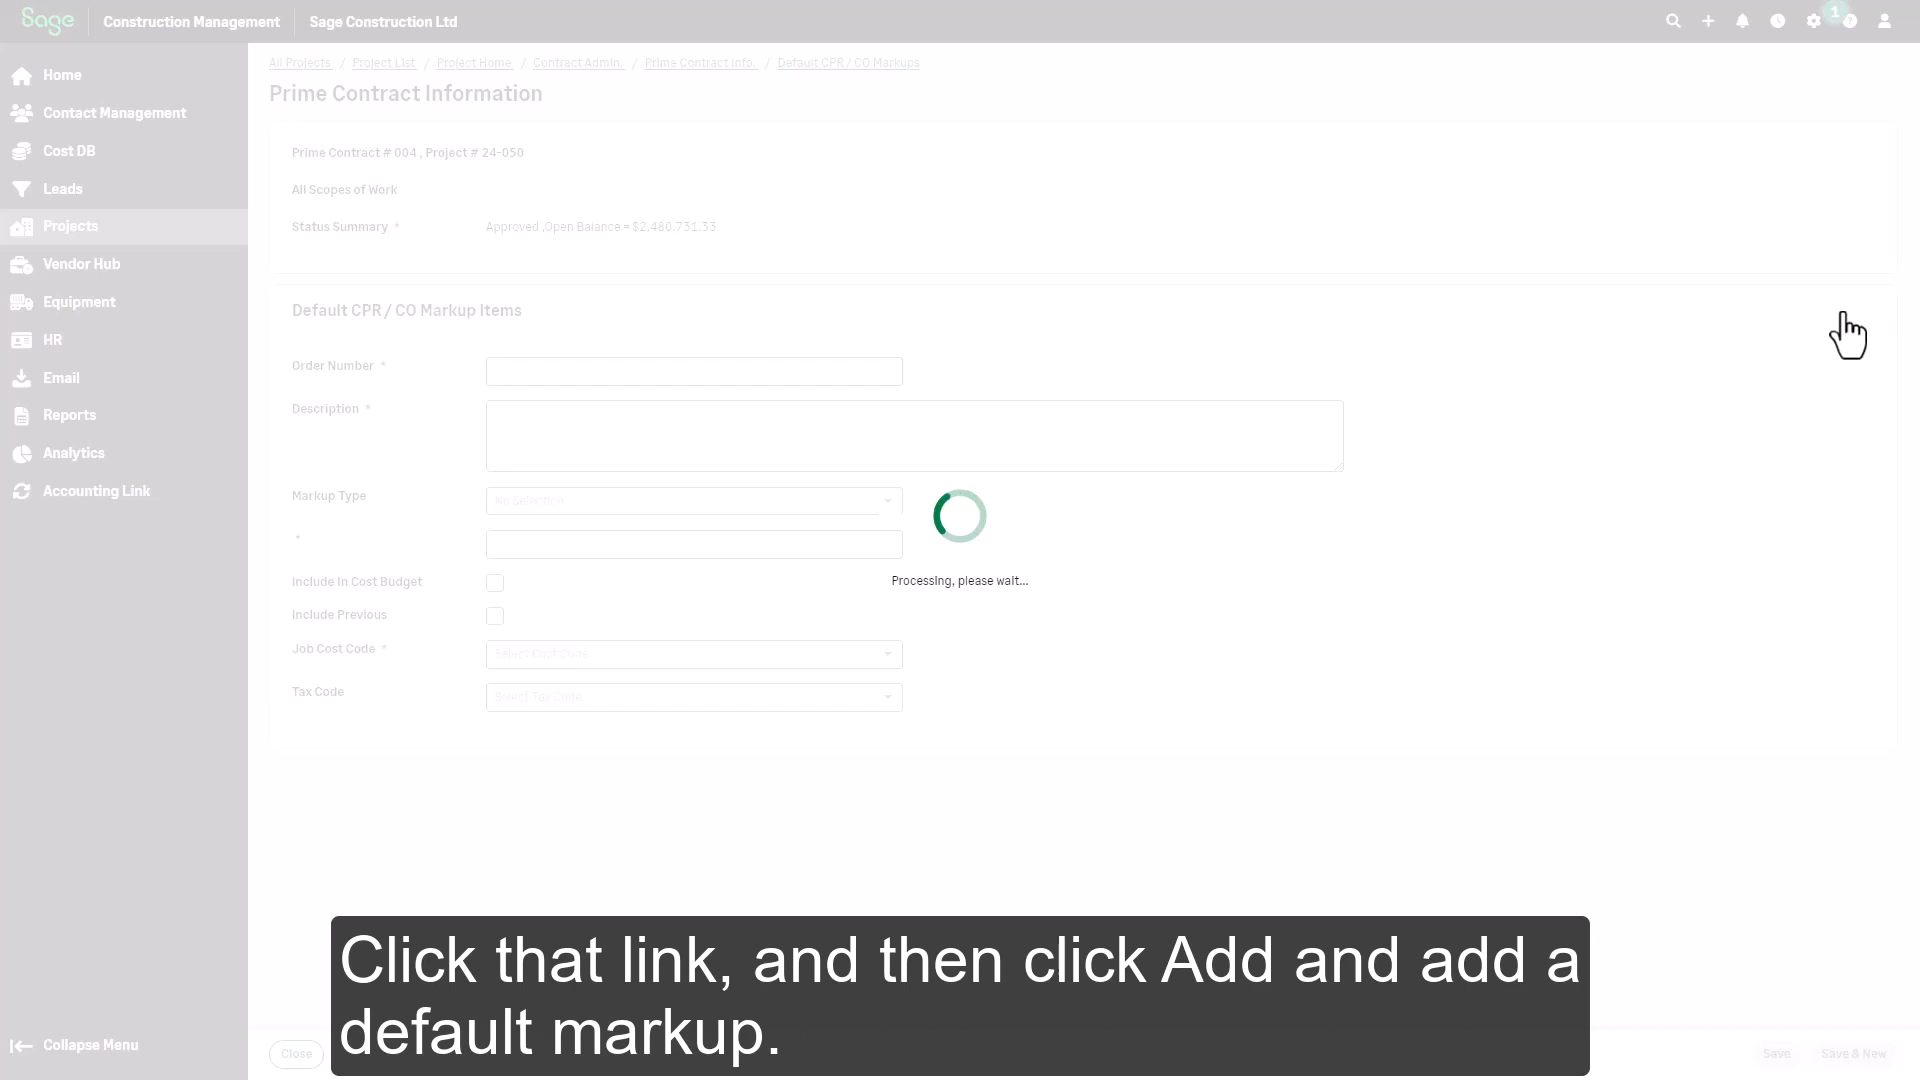 Sage Construction Management Sage Construction Ltd 1
Home
Contact Management
Cost DB
Leads
Projects
Vendor Hub
Equipment
HR
Email
Reports
Analytics
Accounting Link
Collapse Menu
All Projects / Project List / Project Home / Contract Admin. / Prime Contract Info. / Default CPR / CO Markups
Prime Contract Information
Prime Contract # 004 , Project # 24-050
All Scopes of Work
Status Summary * Approved ,Open Balance = $2,480,731.33
Default CPR / CO Markup Items
Order Number *
Description *
Markup Type No Selection
*
Include In Cost Budget
Include Previous
Job Cost Code * Select Cost Code
Tax Code Select Tax Code
Processing, please wait...
Close Save Save & New
Click that link, and then click Add and add a
default markup.